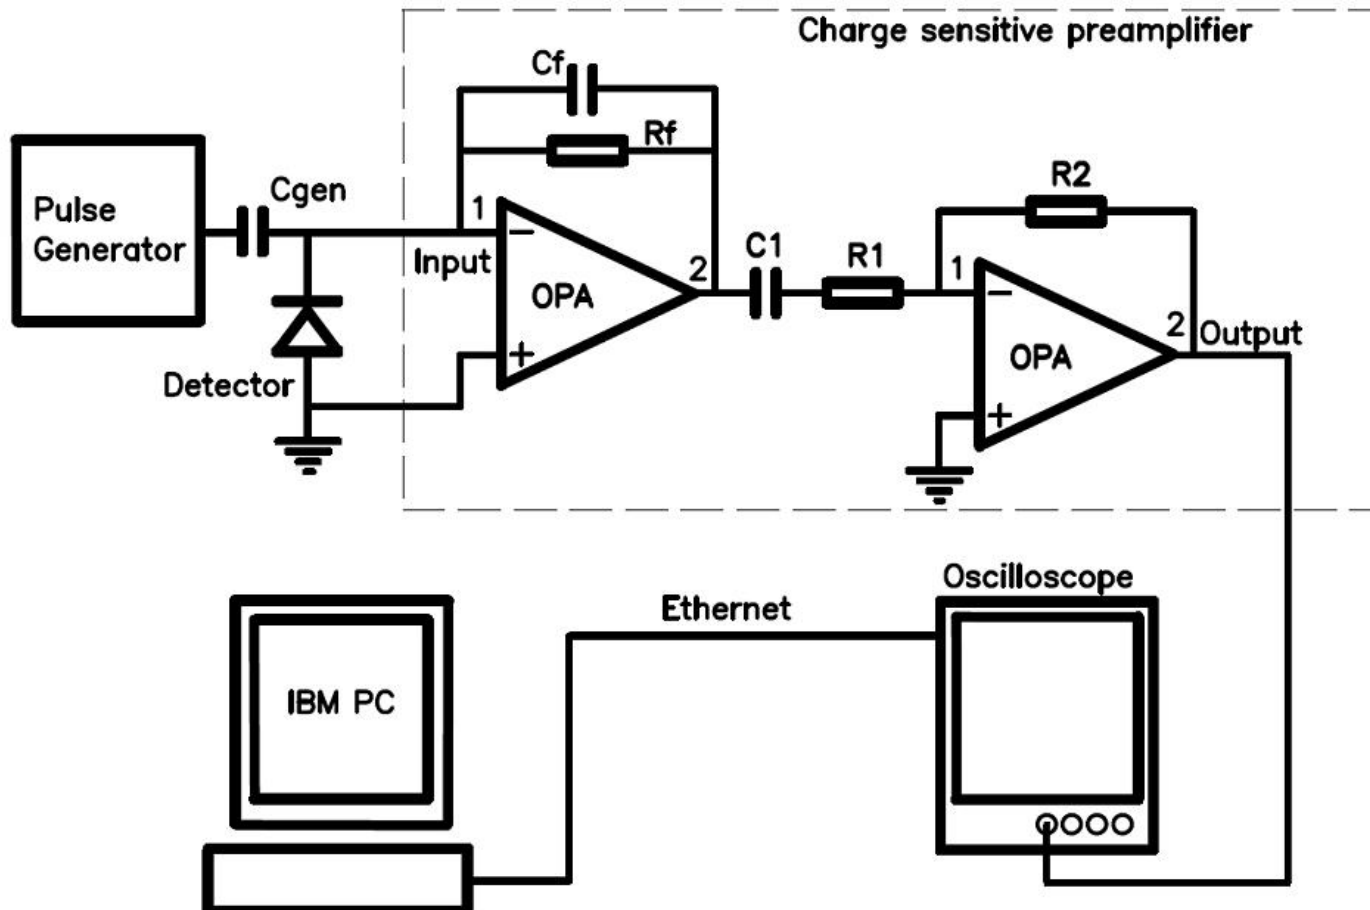 Charge sensitive preamplifier
Cf
Rf
Pulse
Generator
Cgen
1
−
Input
OPA
2
+
Detector
C1
R1
R2
1
−
OPA
2
+
Output
Oscilloscope
Ethernet
IBM PC